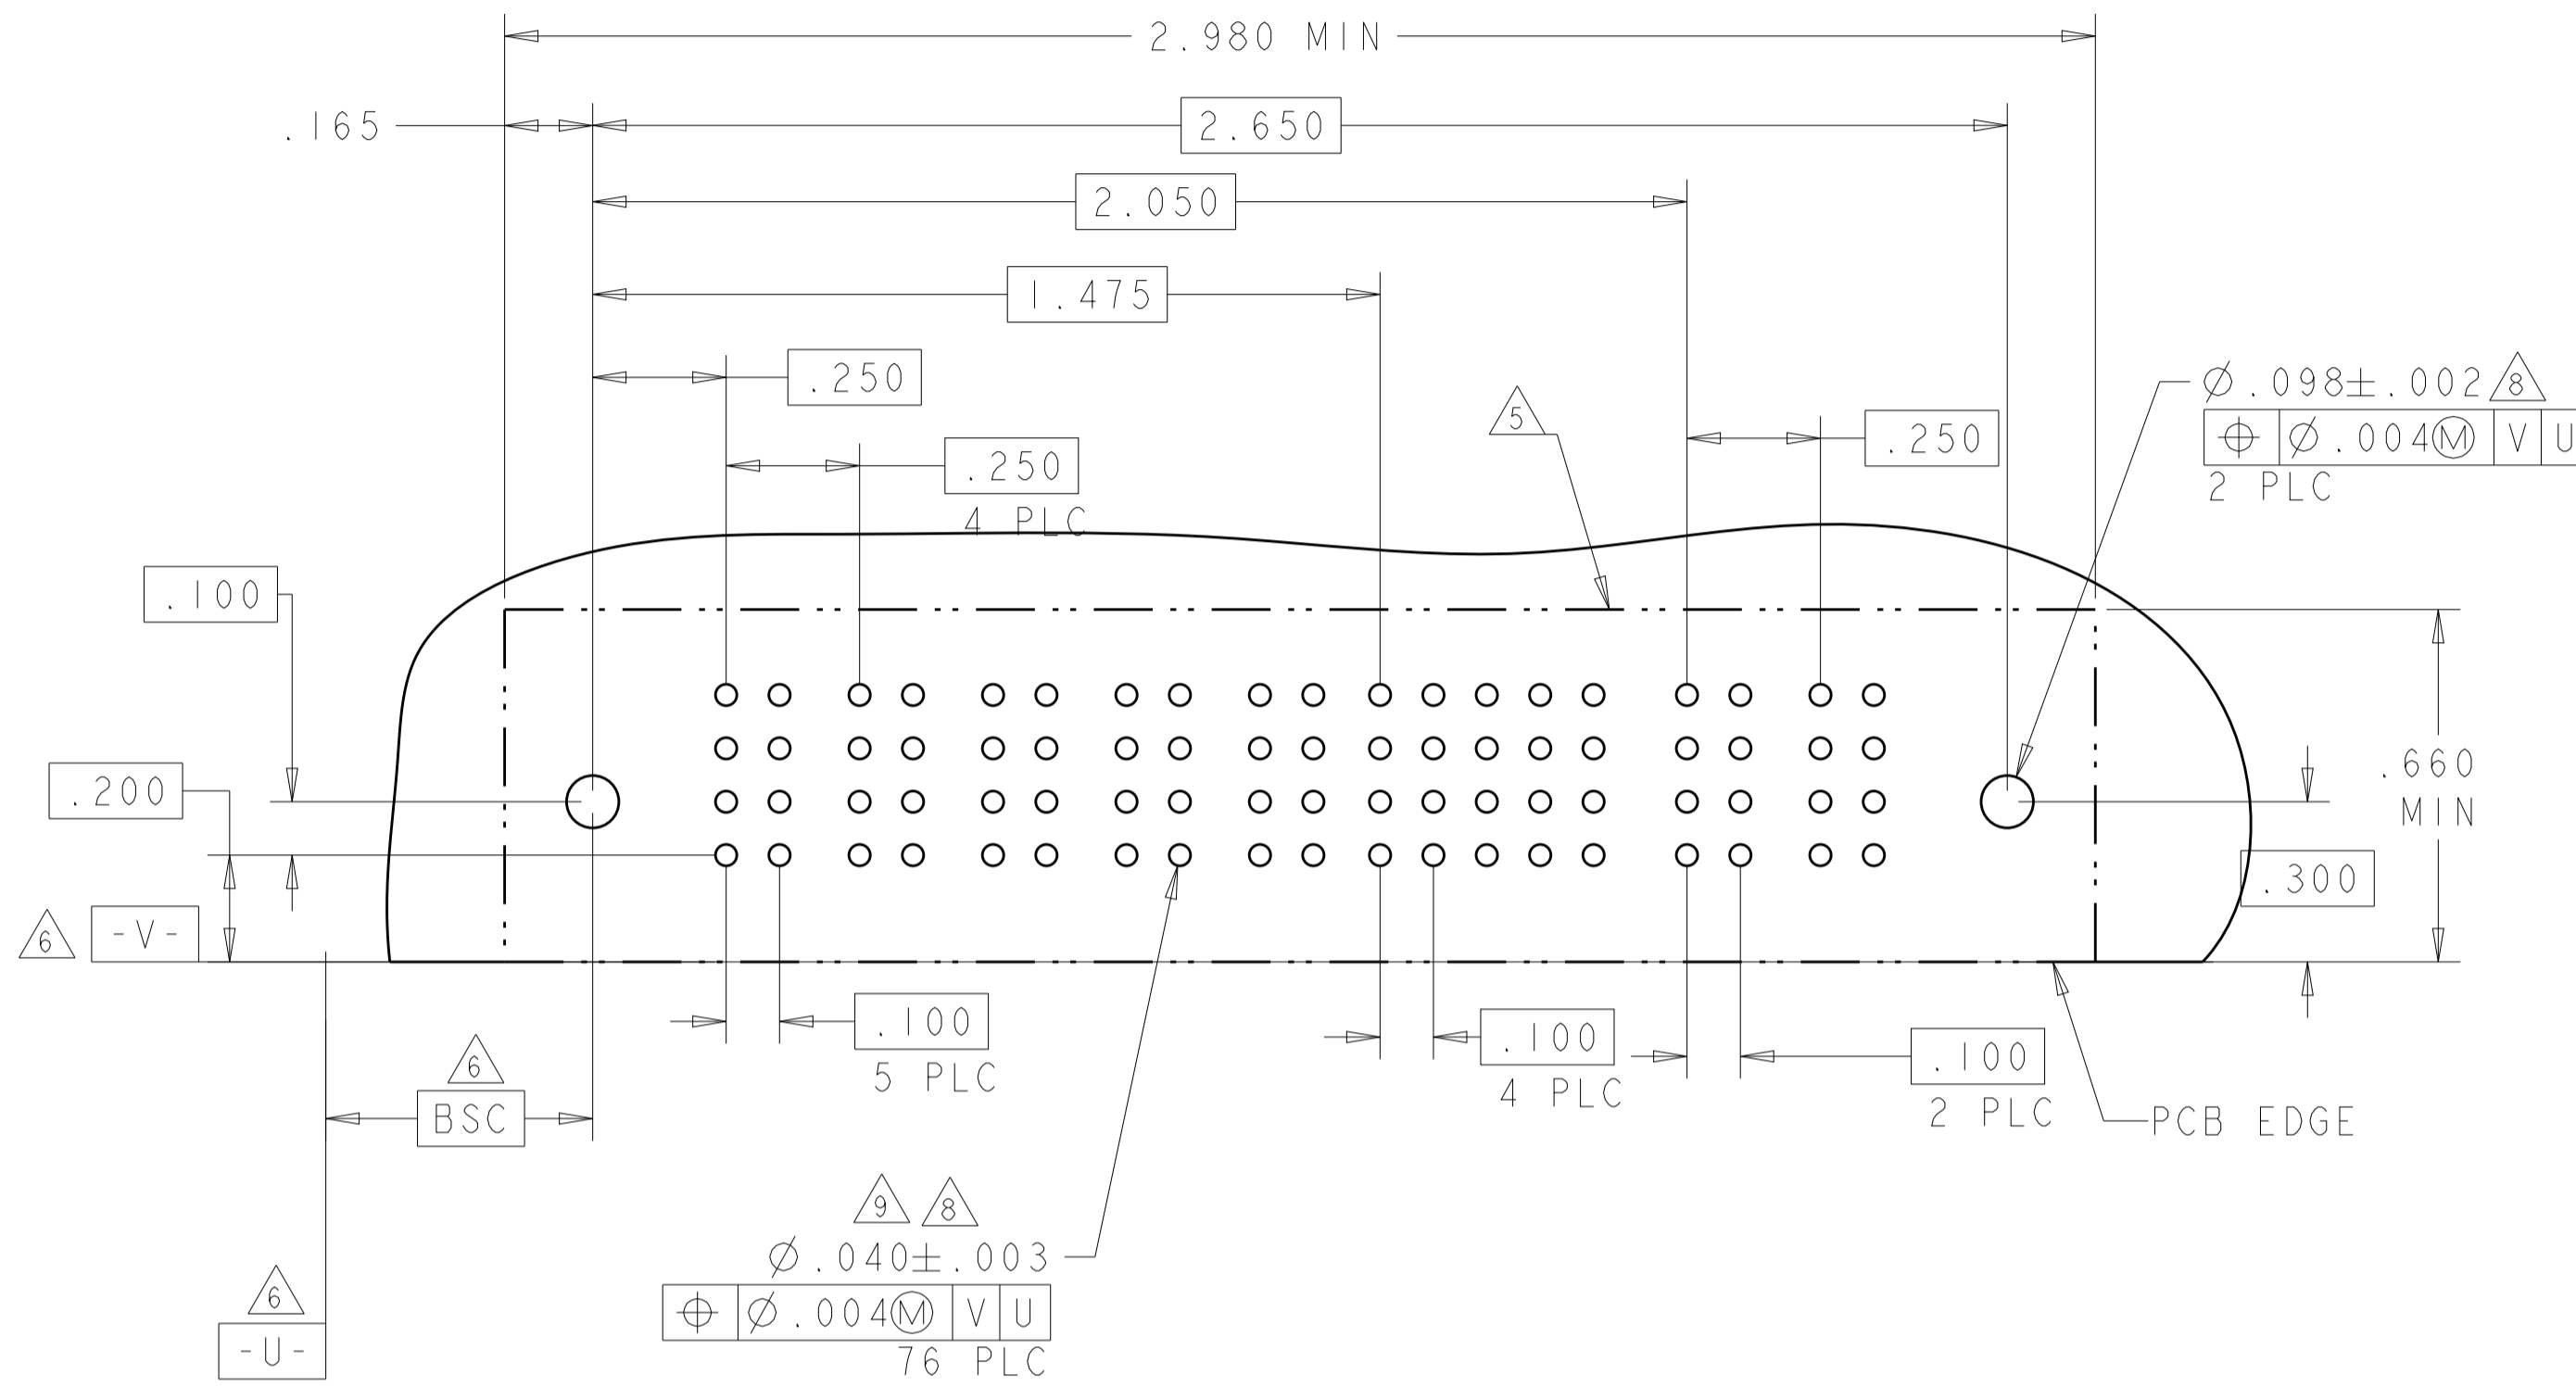 2.980 MIN
.165
2.650
2.050
1.475
.250
.250
4 PLC
5
.250
⌀.098±.002 8
⌖ ⌀.004Ⓜ V U
2 PLC
.100
.200
6 -V-
.660
MIN
.300
.100
5 PLC
.100
4 PLC
.100
2 PLC
6
BSC
PCB EDGE
9 8
⌀.040±.003
⌖ ⌀.004Ⓜ V U
76 PLC
6
-U-